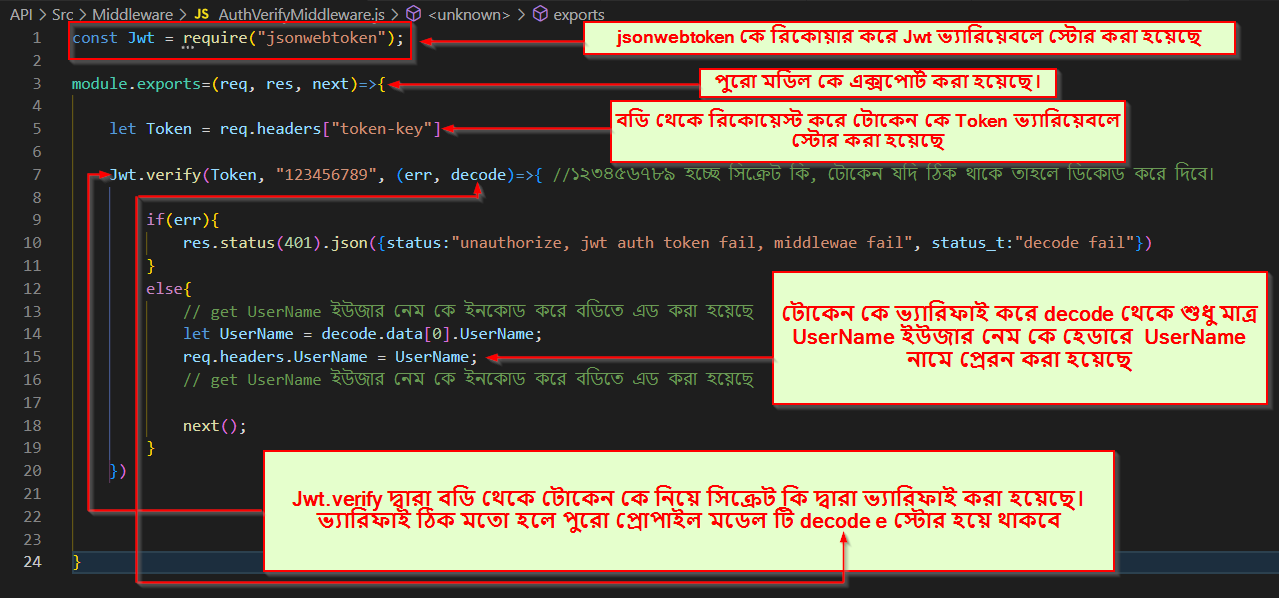 API > Src > Middleware > JS AuthVerifyMiddleware.js > <unknown> > exports
1 const Jwt = require("jsonwebtoken");
jsonwebtoken কে রিকোয়ার করে Jwt ভ্যারিয়েবলে স্টোর করা হয়েছে
2
3 module.exports=(req, res, next)=>{
পুরো মডিল কে এক্সপোর্ট করা হয়েছে।
4
5 let Token = req.headers["token-key"]
বডি থেকে রিকোয়েস্ট করে টোকেন কে Token ভ্যারিয়েবলে
স্টোর করা হয়েছে
6
7 Jwt.verify(Token, "123456789", (err, decode)=>{ //১২৩৪৫৬৭৮৯ হচ্ছে সিক্রেট কি, টোকেন যদি ঠিক থাকে তাহলে ডিকোড করে দিবে।
8
9 if(err){
10 res.status(401).json({status:"unauthorize, jwt auth token fail, middlewae fail", status_t:"decode fail"})
11 }
12 else{
13 // get UserName ইউজার নেম কে ইনকোড করে বডিতে এড করা হয়েছে
14 let UserName = decode.data[0].UserName;
15 req.headers.UserName = UserName;
16 // get UserName ইউজার নেম কে ইনকোড করে বডিতে এড করা হয়েছে
টোকেন কে ভ্যারিফাই করে decode থেকে শুধু মাত্র
UserName ইউজার নেম কে হেডারে UserName
নামে প্রেরন করা হয়েছে
17
18 next();
19 }
20 })
21
22
23
24 }
Jwt.verify দ্বারা বডি থেকে টোকেন কে নিয়ে সিক্রেট কি দ্বারা ভ্যারিফাই করা হয়েছে।
ভ্যারিফাই ঠিক মতো হলে পুরো প্রোপাইল মডেল টি decode e স্টোর হয়ে থাকবে